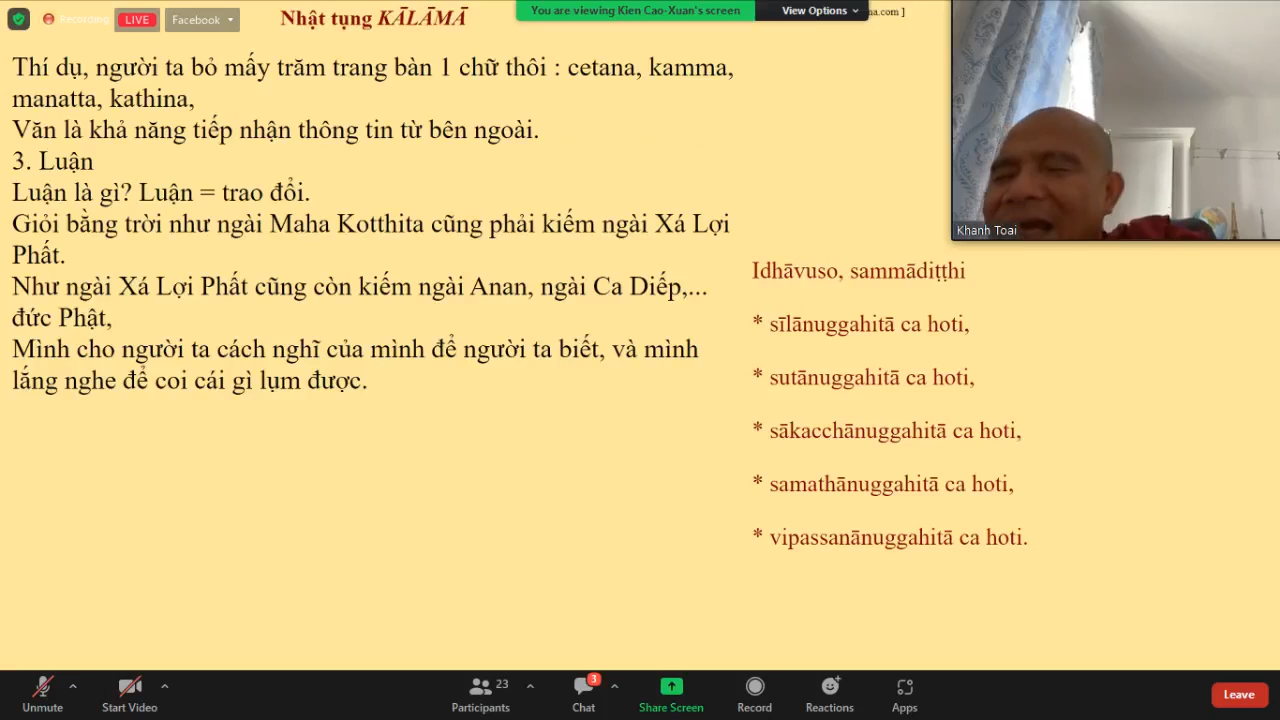 Recording
LIVE
Facebook
Nhật tụng KĀLĀMĀ
You are viewing Kien Cao-Xuan's screen
View Options
na.com ]
Thí dụ, người ta bỏ mấy trăm trang bàn 1 chữ thôi : cetana, kamma,
manatta, kathina,
Văn là khả năng tiếp nhận thông tin từ bên ngoài.
3. Luận
Luận là gì? Luận = trao đổi.
Giỏi bằng trời như ngài Maha Kotthita cũng phải kiếm ngài Xá Lợi
Phất.
Như ngài Xá Lợi Phất cũng còn kiếm ngài Anan, ngài Ca Diếp,...
đức Phật,
Mình cho người ta cách nghĩ của mình để người ta biết, và mình
lắng nghe để coi cái gì lụm được.
Khanh Toai
Idhāvuso, sammādiṭṭhi
* sīlānuggahitā ca hoti,
* sutānuggahitā ca hoti,
* sākacchānuggahitā ca hoti,
* samathānuggahitā ca hoti,
* vipassanānuggahitā ca hoti.
Unmute
Start Video
23
Participants
3
Chat
Share Screen
Record
Reactions
Apps
Leave